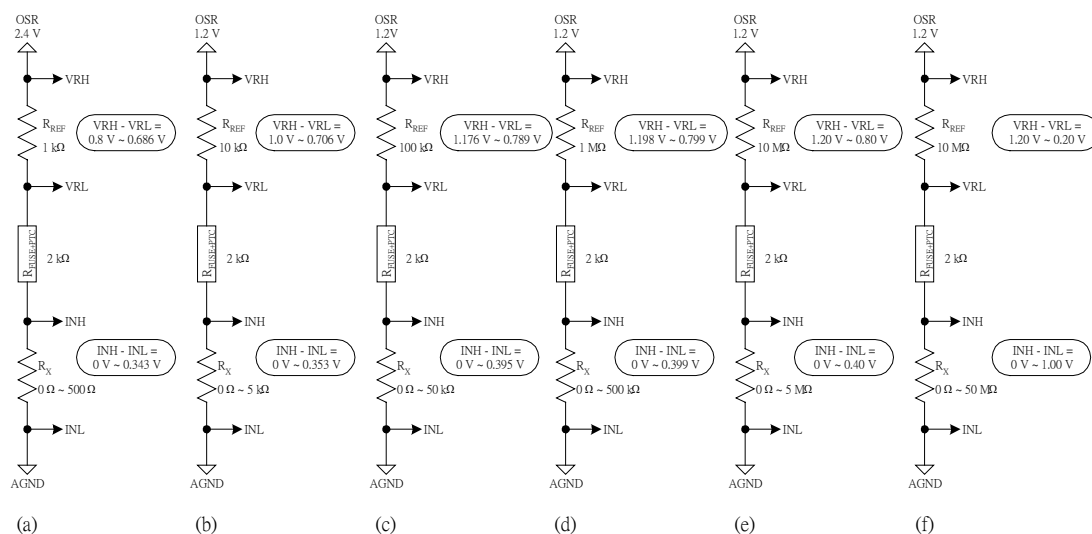 OSR
2.4 V
VRH
R_REF
1 kΩ
VRH - VRL =
0.8 V ~ 0.686 V
VRL
R_FUSE+PTC
2 kΩ
INH
INH - INL =
0 V ~ 0.343 V
R_X
0 Ω ~ 500 Ω
INL
AGND
(a)
OSR
1.2 V
VRH
R_REF
10 kΩ
VRH - VRL =
1.0 V ~ 0.706 V
VRL
R_FUSE+PTC
2 kΩ
INH
INH - INL =
0 V ~ 0.353 V
R_X
0 Ω ~ 5 kΩ
INL
AGND
(b)
OSR
1.2V
VRH
R_REF
100 kΩ
VRH - VRL =
1.176 V ~ 0.789 V
VRL
R_FUSE+PTC
2 kΩ
INH
INH - INL =
0 V ~ 0.395 V
R_X
0 Ω ~ 50 kΩ
INL
AGND
(c)
OSR
1.2 V
VRH
R_REF
1 MΩ
VRH - VRL =
1.198 V ~ 0.799 V
VRL
R_FUSE+PTC
2 kΩ
INH
INH - INL =
0 V ~ 0.399 V
R_X
0 Ω ~ 500 kΩ
INL
AGND
(d)
OSR
1.2 V
VRH
R_REF
10 MΩ
VRH - VRL =
1.20 V ~ 0.80 V
VRL
R_FUSE+PTC
2 kΩ
INH
INH - INL =
0 V ~ 0.40 V
R_X
0 Ω ~ 5 MΩ
INL
AGND
(e)
OSR
1.2 V
VRH
R_REF
10 MΩ
VRH - VRL =
1.20 V ~ 0.20 V
VRL
R_FUSE+PTC
2 kΩ
INH
INH - INL =
0 V ~ 1.00 V
R_X
0 Ω ~ 50 MΩ
INL
AGND
(f)